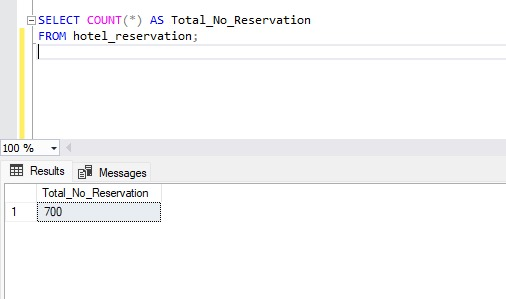 SELECT COUNT(*) AS Total_No_Reservation
FROM hotel_reservation;
100 %
Results Messages
Total_No_Reservation
1 700